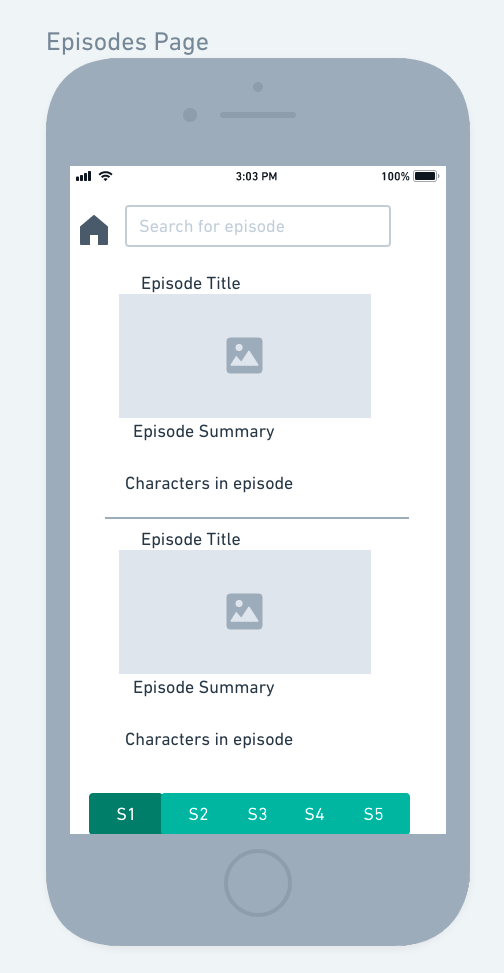 Episodes Page
3:03 PM 100%
Search for episode
Episode Title
Episode Summary
Characters in episode
Episode Title
Episode Summary
Characters in episode
S1 S2 S3 S4 S5